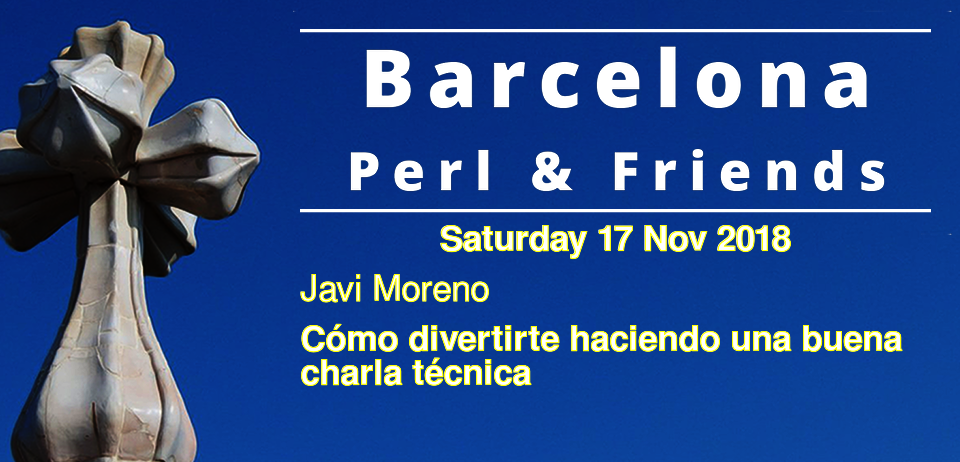 Barcelona
Perl & Friends
Saturday 17 Nov 2018
Javi Moreno
Cómo divertirte haciendo una buena
charla técnica